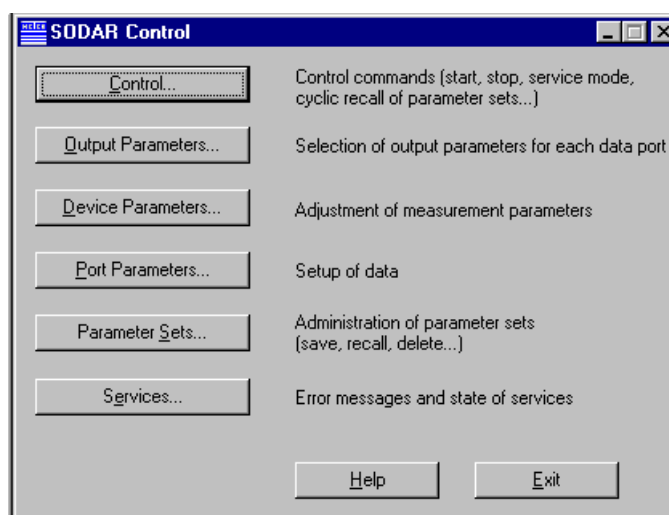 SODAR Control
Control...
Control commands (start, stop, service mode,
cyclic recall of parameter sets...)
Output Parameters...
Selection of output parameters for each data port
Device Parameters...
Adjustment of measurement parameters
Port Parameters...
Setup of data
Parameter Sets...
Administration of parameter sets
(save, recall, delete...)
Services...
Error messages and state of services
Help
Exit